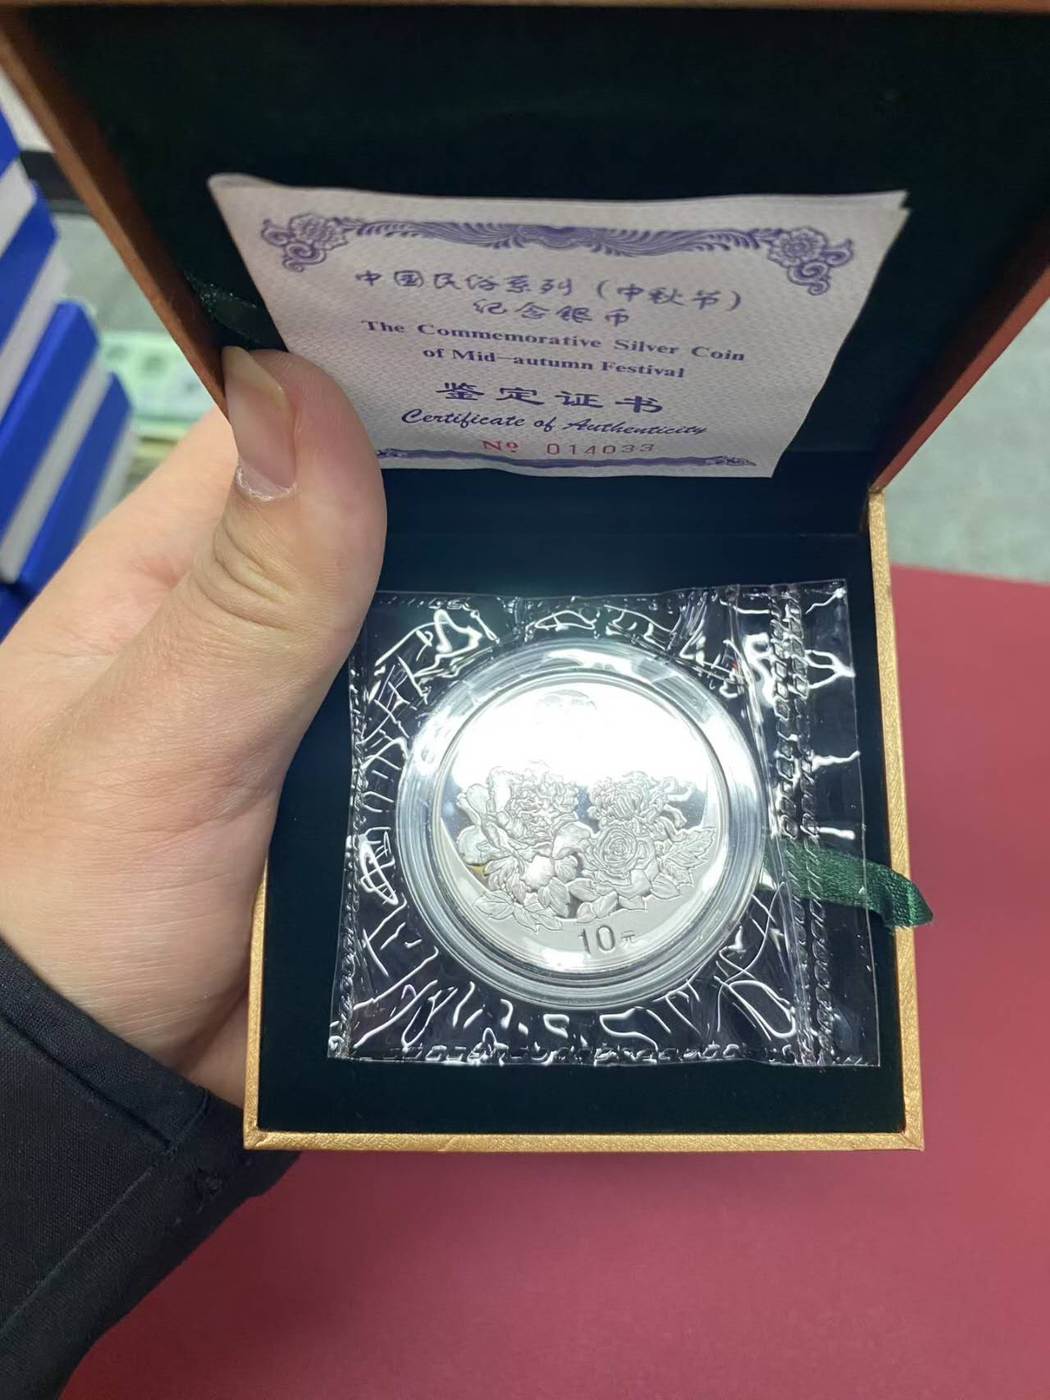 中国民俗系列（中秋节）
纪念银币
The Commemorative Silver Coin
of Mid-autumn Festival
鉴定证书
Certificate of Authenticity
Nº 014033
10元